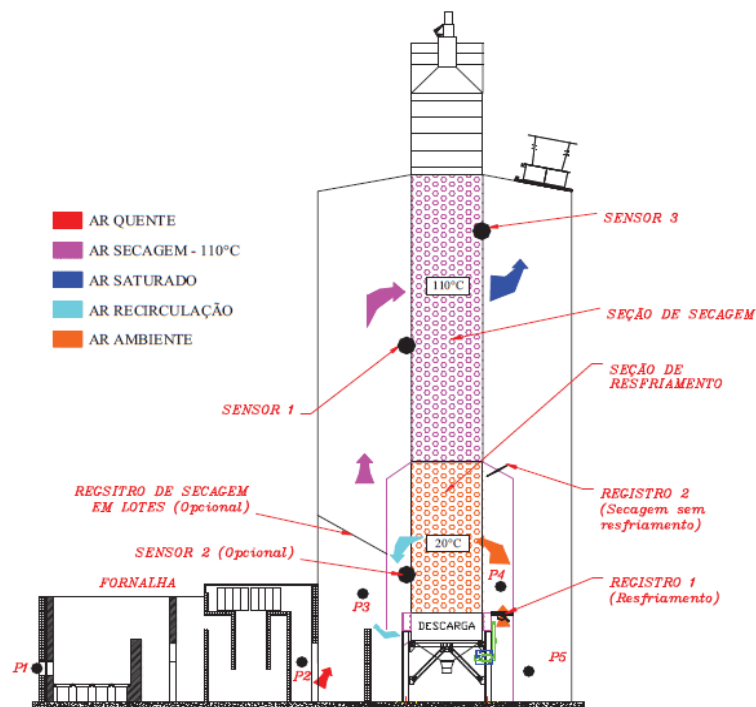 SENSOR 3
AR QUENTE
AR SECAGEM - 110°C
AR SATURADO
AR RECIRCULAÇÃO
AR AMBIENTE
110°C
SEÇÃO DE SECAGEM
SEÇÃO DE
RESFRIAMENTO
SENSOR 1
REGSITRO DE SECAGEM
EM LOTES (Opcional)
REGISTRO 2
(Secagem sem
resfriamento)
SENSOR 2 (Opcional)
20°C
FORNALHA
P3
P4
REGISTRO 1
(Resfriamento)
DESCARGA
P1
P2
P5